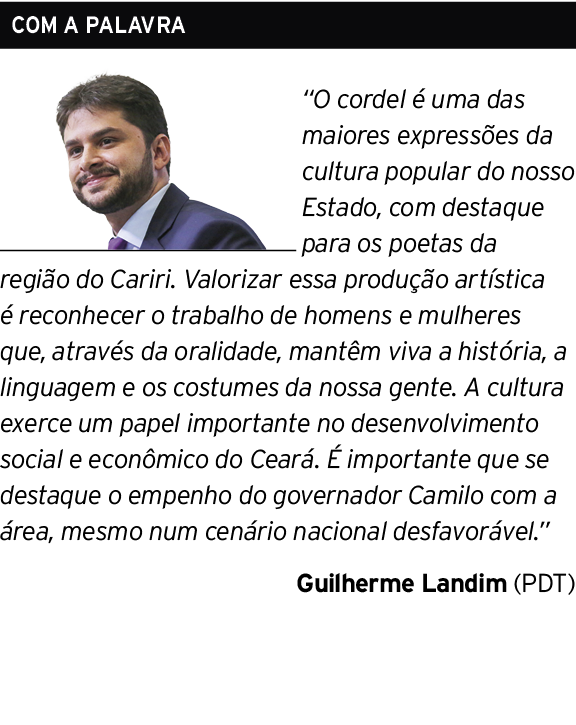 COM A PALAVRA
“O cordel é uma das
maiores expressões da
cultura popular do nosso
Estado, com destaque
para os poetas da
região do Cariri. Valorizar essa produção artística
é reconhecer o trabalho de homens e mulheres
que, através da oralidade, mantêm viva a história, a
linguagem e os costumes da nossa gente. A cultura
exerce um papel importante no desenvolvimento
social e econômico do Ceará. É importante que se
destaque o empenho do governador Camilo com a
área, mesmo num cenário nacional desfavorável.”
Guilherme Landim (PDT)